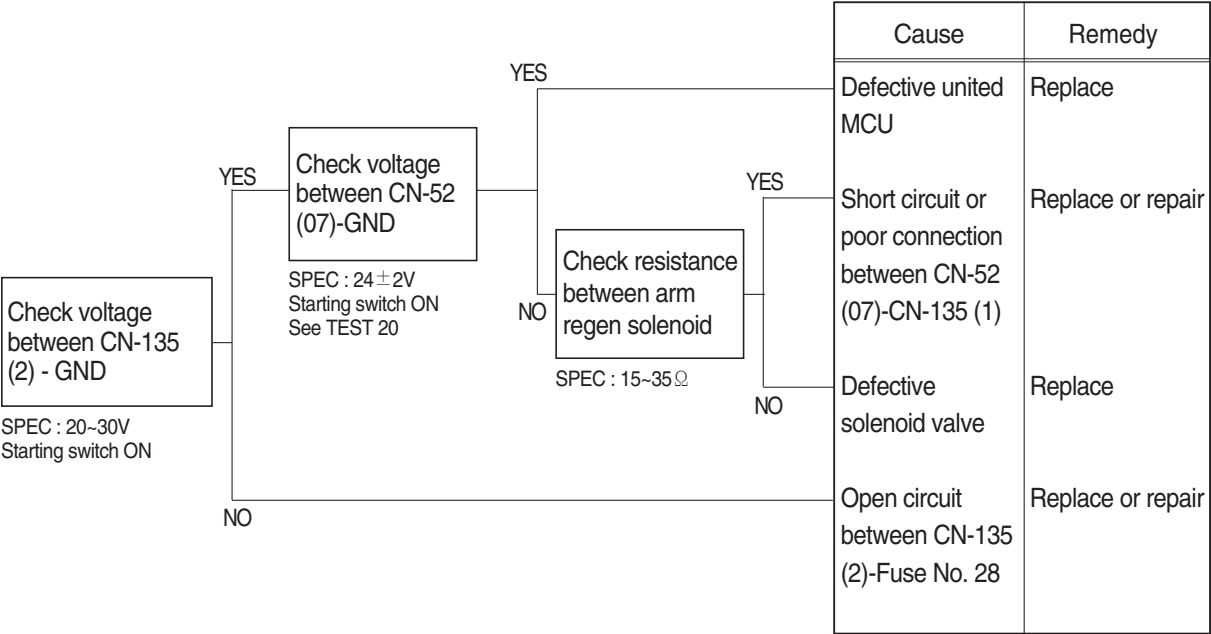 Check voltage
between CN-135
(2) - GND
SPEC : 20~30V
Starting switch ON
YES
NO
Check voltage
between CN-52
(07)-GND
SPEC : 24±2V
Starting switch ON
See TEST 20
YES
NO
Check resistance
between arm
regen solenoid
SPEC : 15~35Ω
YES
NO
Cause Remedy
Defective united Replace
MCU
Short circuit or Replace or repair
poor connection
between CN-52
(07)-CN-135 (1)
Defective Replace
solenoid valve
Open circuit Replace or repair
between CN-135
(2)-Fuse No. 28